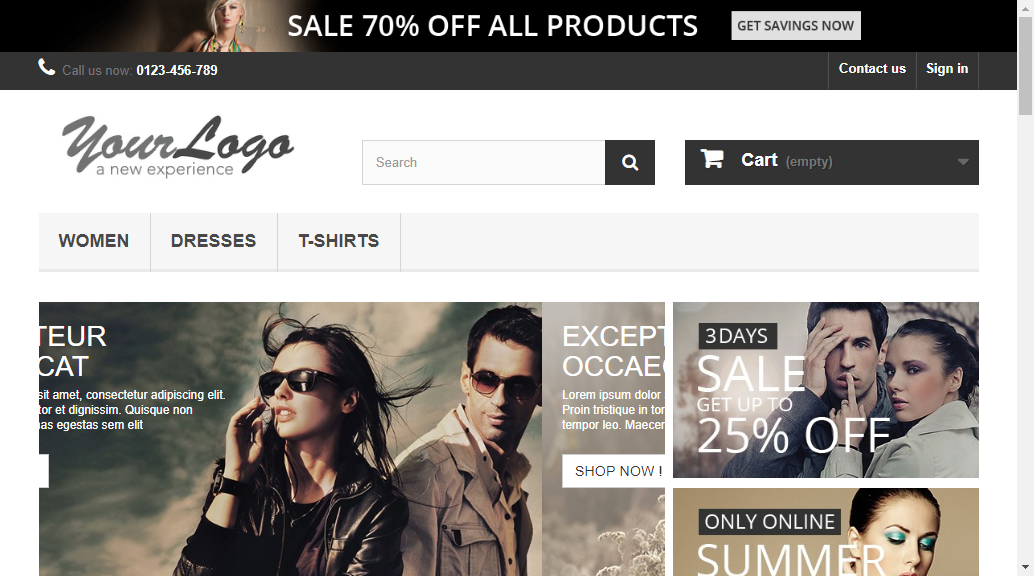 SALE 70% OFF ALL PRODUCTS
GET SAVINGS NOW
Call us now: 0123-456-789
Contact us
Sign in
YourLogo
a new experience
Search
Cart (empty)
WOMEN
DRESSES
T-SHIRTS
TEUR
CAT
sit amet, consectetur adipiscing elit.
tor et dignissim. Quisque non
nas egestas sem elit
EXCEPT
OCCAEC
Lorem ipsum dolor
Proin tristique in tor
tempor leo. Maecen
SHOP NOW !
3 DAYS
SALE
GET UP TO
25% OFF
ONLY ONLINE
SUMMER